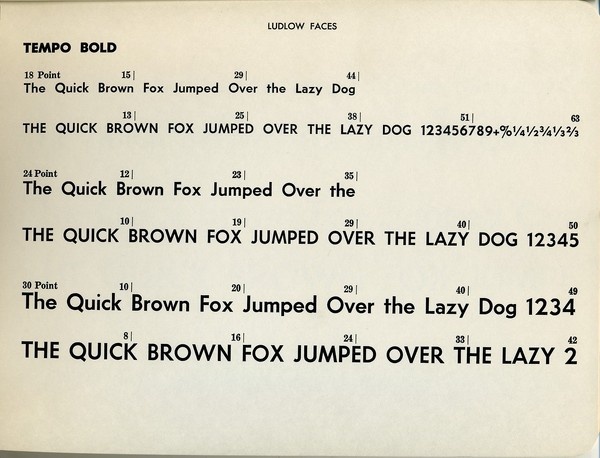 LUDLOW FACES
TEMPO BOLD
18 Point 15| 29| 44|
The Quick Brown Fox Jumped Over the Lazy Dog
13| 25| 38| 51| 63
THE QUICK BROWN FOX JUMPED OVER THE LAZY DOG 123456789+%¼½¾⅓⅔
24 Point 12| 23| 35|
The Quick Brown Fox Jumped Over the
10| 19| 29| 40| 50
THE QUICK BROWN FOX JUMPED OVER THE LAZY DOG 12345
30 Point 10| 20| 29| 40| 49
The Quick Brown Fox Jumped Over the Lazy Dog 1234
8| 16| 24| 33| 42
THE QUICK BROWN FOX JUMPED OVER THE LAZY 2